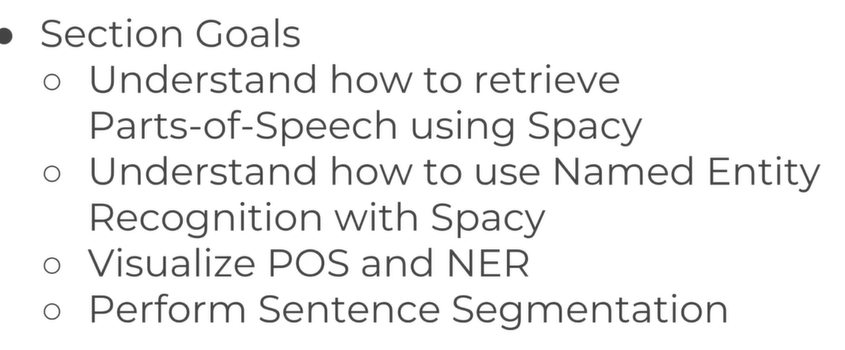 ● Section Goals
○ Understand how to retrieve
Parts-of-Speech using Spacy
○ Understand how to use Named Entity
Recognition with Spacy
○ Visualize POS and NER
○ Perform Sentence Segmentation